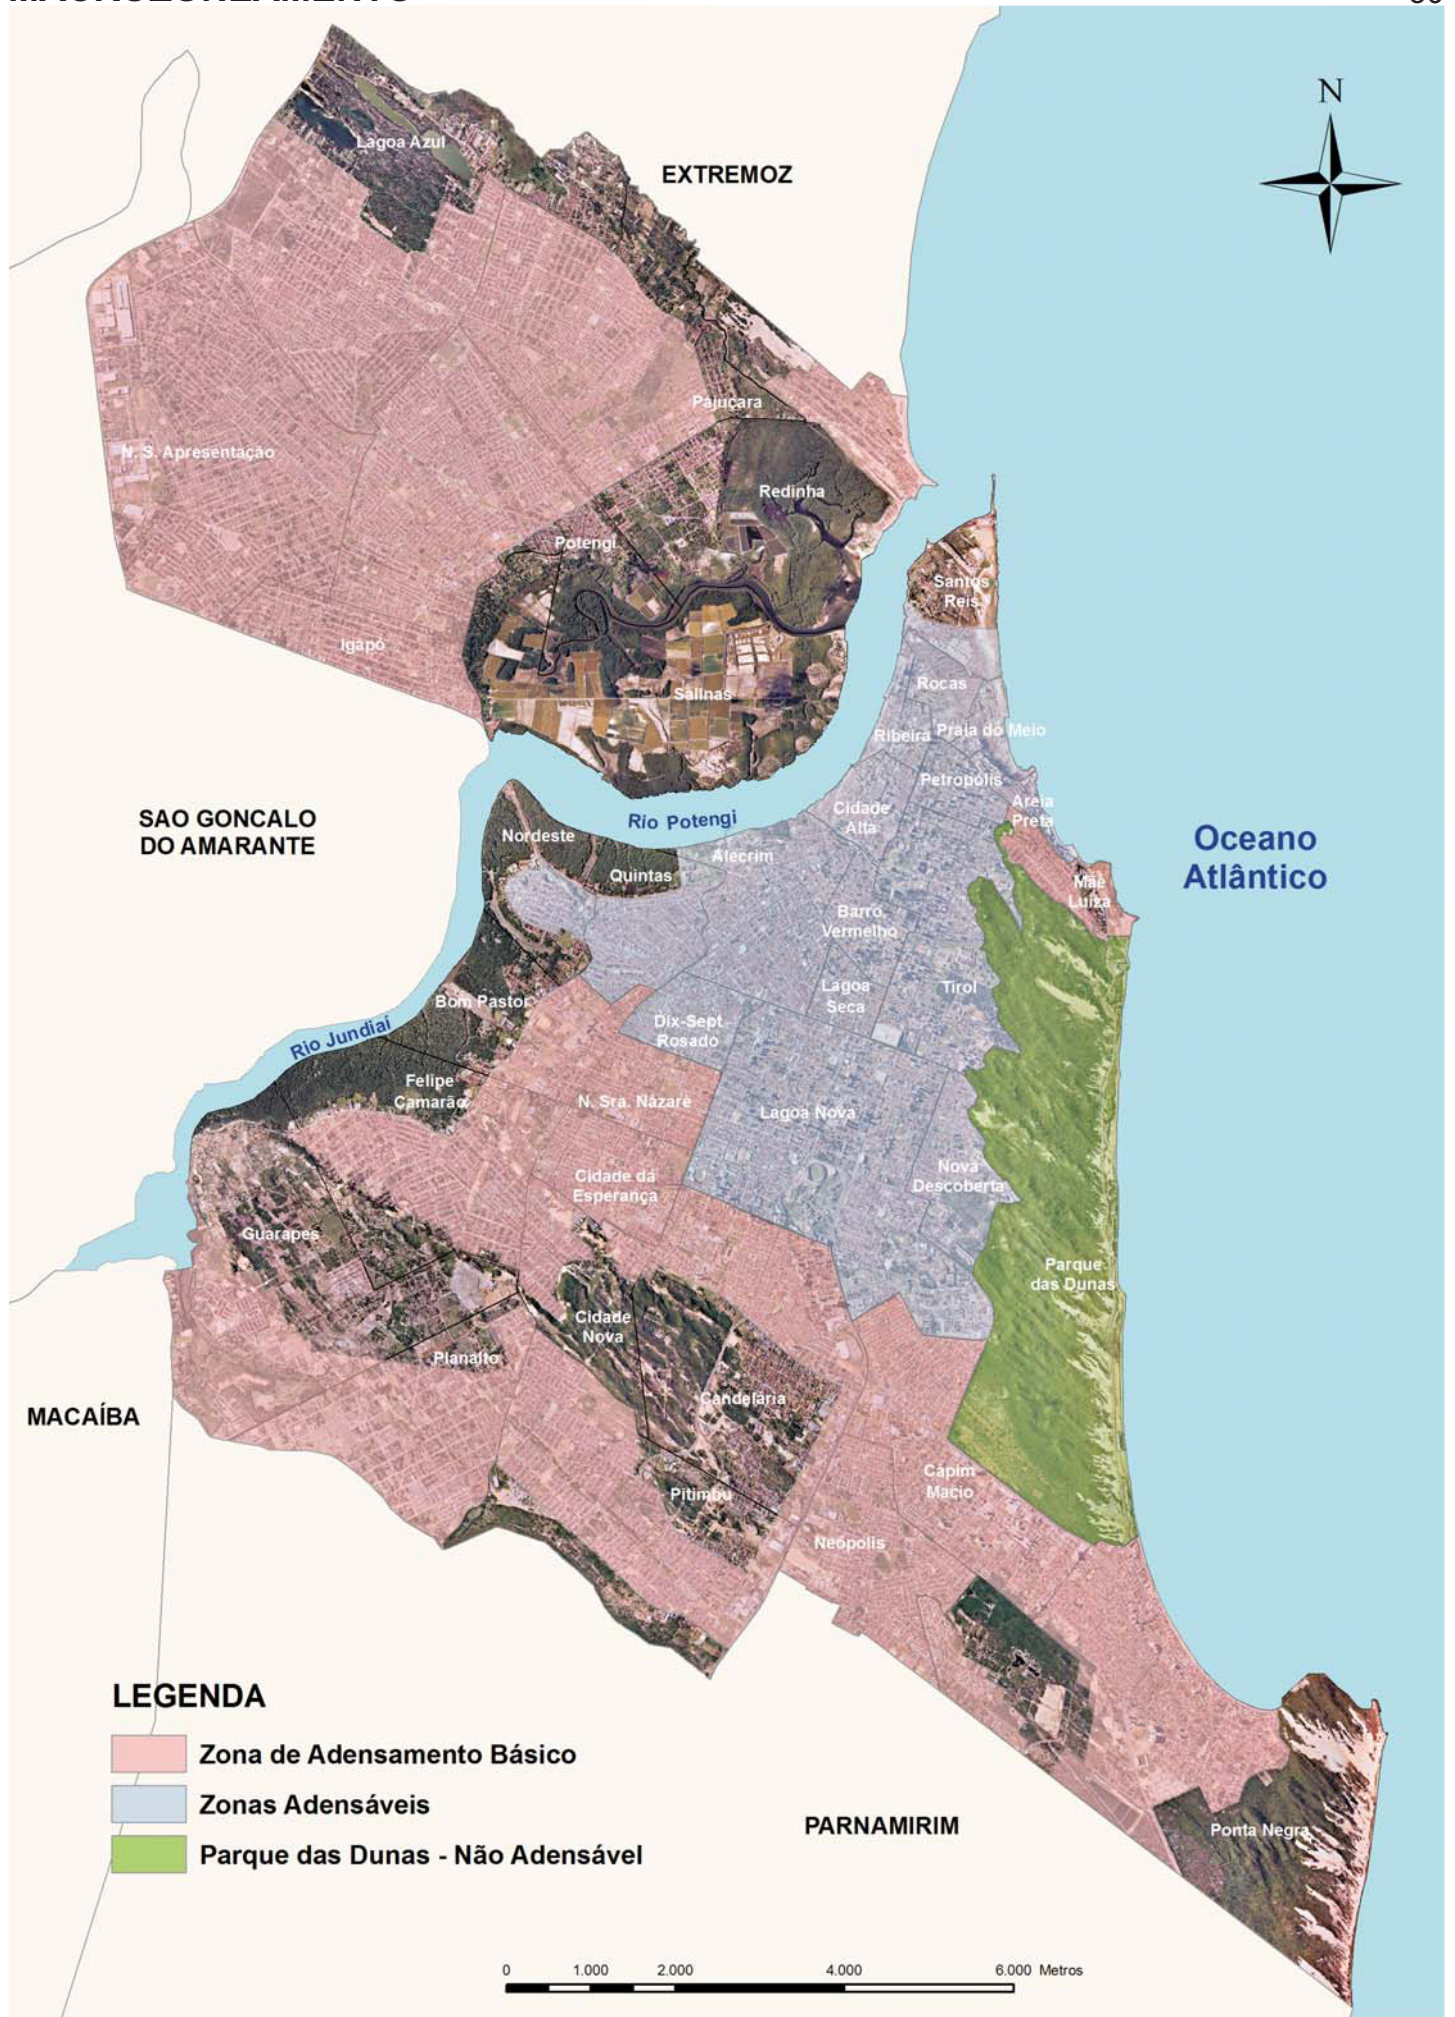 N
Lagoa Azul
EXTREMOZ
Pajuçara
N. S. Apresentação
Redinha
Potengi
Santos
Reis
Igapó
Rocas
Salinas
Ribeira
Praia do Meio
Petropólis
Areia
Preta
Cidade
Alta
SAO GONCALO
DO AMARANTE
Rio Potengi
Nordeste
Oceano
Atlântico
Alecrim
Quintas
Mãe
Luiza
Barro
Vermelho
Lagoa
Seca
Tirol
Bom Pastor
Dix-Sept
Rosado
Rio Jundiaí
Felipe
Camarão
N. Sra. Nazaré
Lagoa Nova
Cidade da
Esperança
Nova
Descoberta
Guarapes
Parque
das Dunas
Cidade
Nova
Planalto
Candelária
MACAÍBA
Capim
Macio
Pitimbu
Neópolis
LEGENDA
Zona de Adensamento Básico
Zonas Adensáveis
Parque das Dunas - Não Adensável
PARNAMIRIM
Ponta Negra
0 1.000 2.000 4.000 6.000 Metros